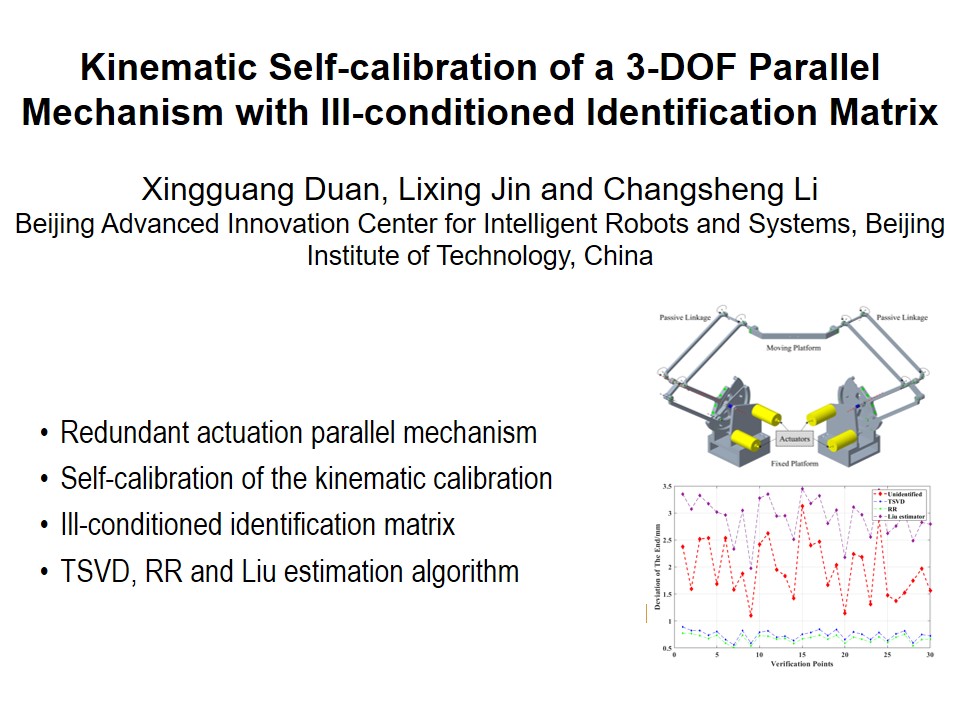 Kinematic Self-calibration of a 3-DOF Parallel
Mechanism with Ill-conditioned Identification Matrix
Xingguang Duan, Lixing Jin and Changsheng Li
Beijing Advanced Innovation Center for Intelligent Robots and Systems, Beijing
Institute of Technology, China
• Redundant actuation parallel mechanism
• Self-calibration of the kinematic calibration
• Ill-conditioned identification matrix
• TSVD, RR and Liu estimation algorithm
Passive Linkage
Passive Linkage
Moving Platform
Actuators
Fixed Platform
3.5
3
2.5
2
1.5
1
0.5
Deviation of The End/mm
Unidentified
TSVD
RR
Liu estimator
0 5 10 15 20 25 30
Verification Points